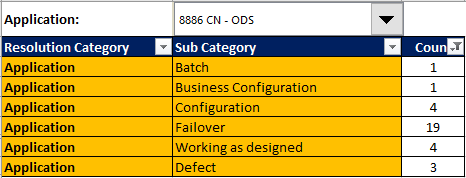 Application: 8886 CN - ODS
Resolution Category Sub Category Coun
Application Batch 1
Application Business Configuration 1
Application Configuration 4
Application Failover 19
Application Working as designed 4
Application Defect 3